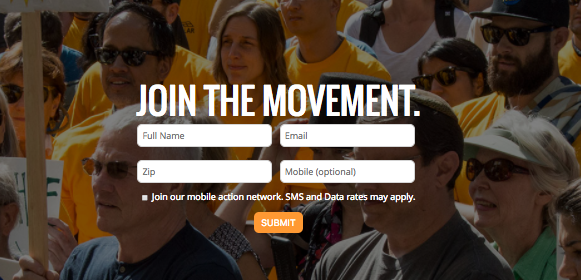 JOIN THE MOVEMENT.
Full Name Email
Zip Mobile (optional)
Join our mobile action network. SMS and Data rates may apply.
SUBMIT